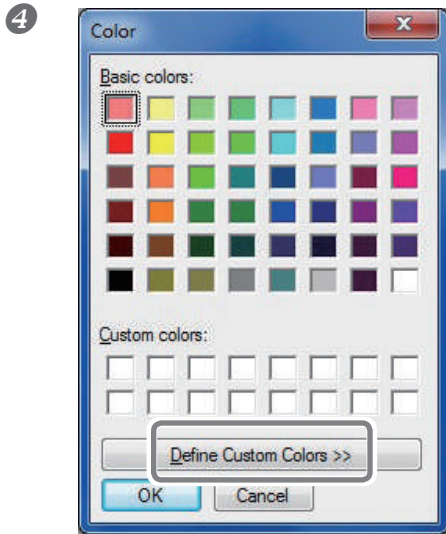 4
Color
X
Basic colors:
Custom colors:
Define Custom Colors >>
OK Cancel